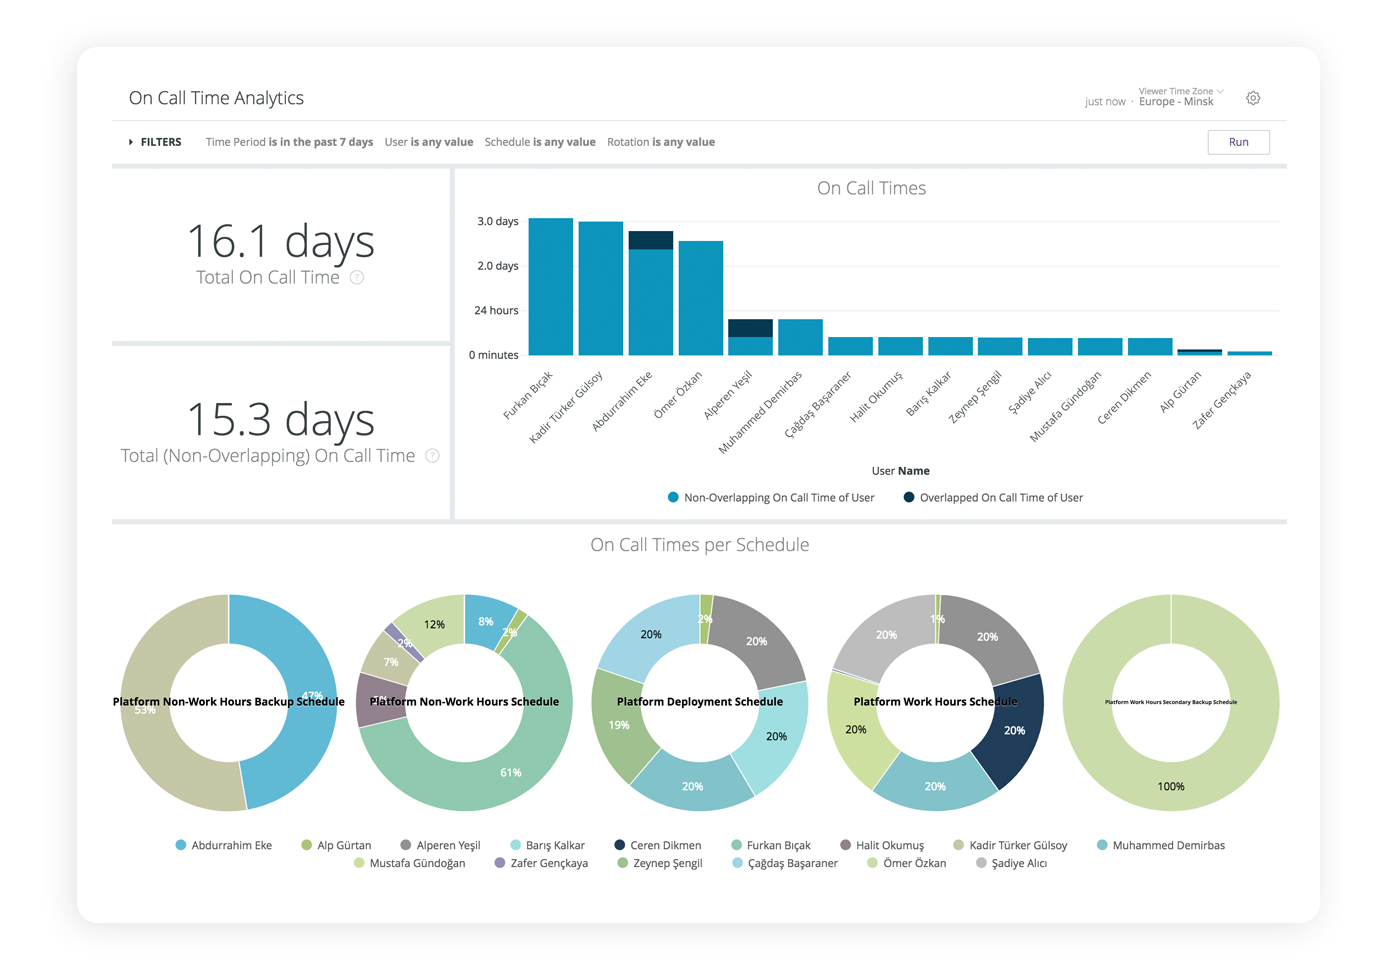 On Call Time Analytics
Viewer Time Zone
just now · Europe - Minsk
FILTERS Time Period is in the past 7 days User is any value Schedule is any value Rotation is any value
Run
16.1 days
Total On Call Time ?
15.3 days
Total (Non-Overlapping) On Call Time ?
On Call Times
3.0 days
2.0 days
24 hours
0 minutes
Furkan Bıçak
Kadir Türker Gülsoy
Abdurrahim Eke
Ömer Özkan
Alperen Yeşil
Muhammed Demirbas
Çağdaş Başaraner
Halit Okumuş
Barış Kalkar
Zeynep Şengil
Şadiye Alıcı
Mustafa Gündoğan
Ceren Dikmen
Alp Gürtan
Zafer Gençkaya
User Name
Non-Overlapping On Call Time of User
Overlapped On Call Time of User
On Call Times per Schedule
47%
53%
Platform Non-Work Hours Backup Schedule
12%
8%
2%
2%
7%
61%
Platform Non-Work Hours Schedule
2%
20%
20%
20%
20%
19%
Platform Deployment Schedule
1%
20%
20%
20%
20%
20%
Platform Work Hours Schedule
Platform Work Hours Secondary Backup Schedule
100%
Abdurrahim Eke Alp Gürtan Alperen Yeşil Barış Kalkar Ceren Dikmen Furkan Bıçak Halit Okumuş Kadir Türker Gülsoy Muhammed Demirbas
Mustafa Gündoğan Zafer Gençkaya Zeynep Şengil Çağdaş Başaraner Ömer Özkan Şadiye Alıcı